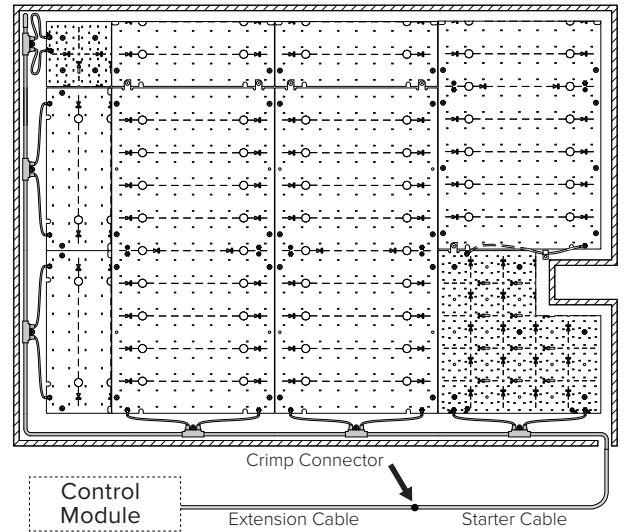 Crimp Connector
Control
Module
Extension Cable
Starter Cable